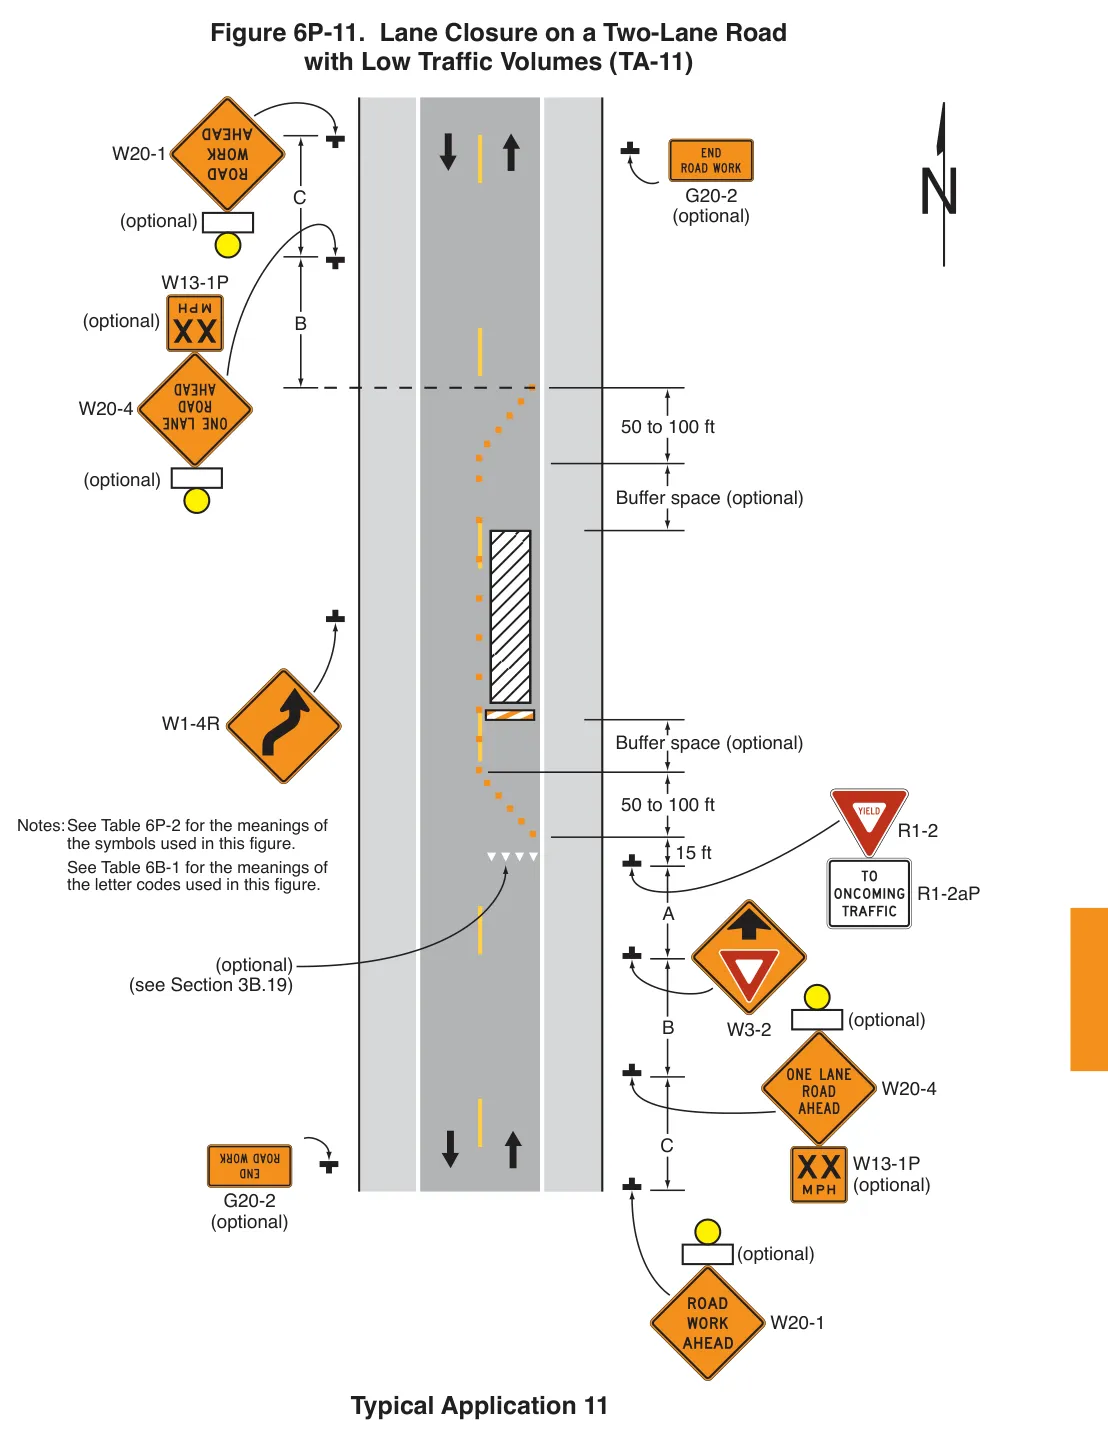 Figure 6P-11.  Lane Closure on a Two-Lane Road
with Low Traffic Volumes (TA-11)
W20-1
ROAD
WORK
AHEAD
(optional)
C
END
ROAD WORK
G20-2
(optional)
N
W13-1P
(optional)
XX
MPH
B
W20-4
ONE LANE
ROAD
AHEAD
(optional)
50 to 100 ft
Buffer space (optional)
W1-4R
Buffer space (optional)
50 to 100 ft
15 ft
YIELD
R1-2
TO
ONCOMING
TRAFFIC
R1-2aP
Notes: See Table 6P-2 for the meanings of
the symbols used in this figure.
See Table 6B-1 for the meanings of
the letter codes used in this figure.
A
(optional)
(see Section 3B.19)
W3-2
B
(optional)
ONE LANE
ROAD
AHEAD
W20-4
C
XX
MPH
W13-1P
(optional)
END
ROAD WORK
G20-2
(optional)
(optional)
ROAD
WORK
AHEAD
W20-1
Typical Application 11